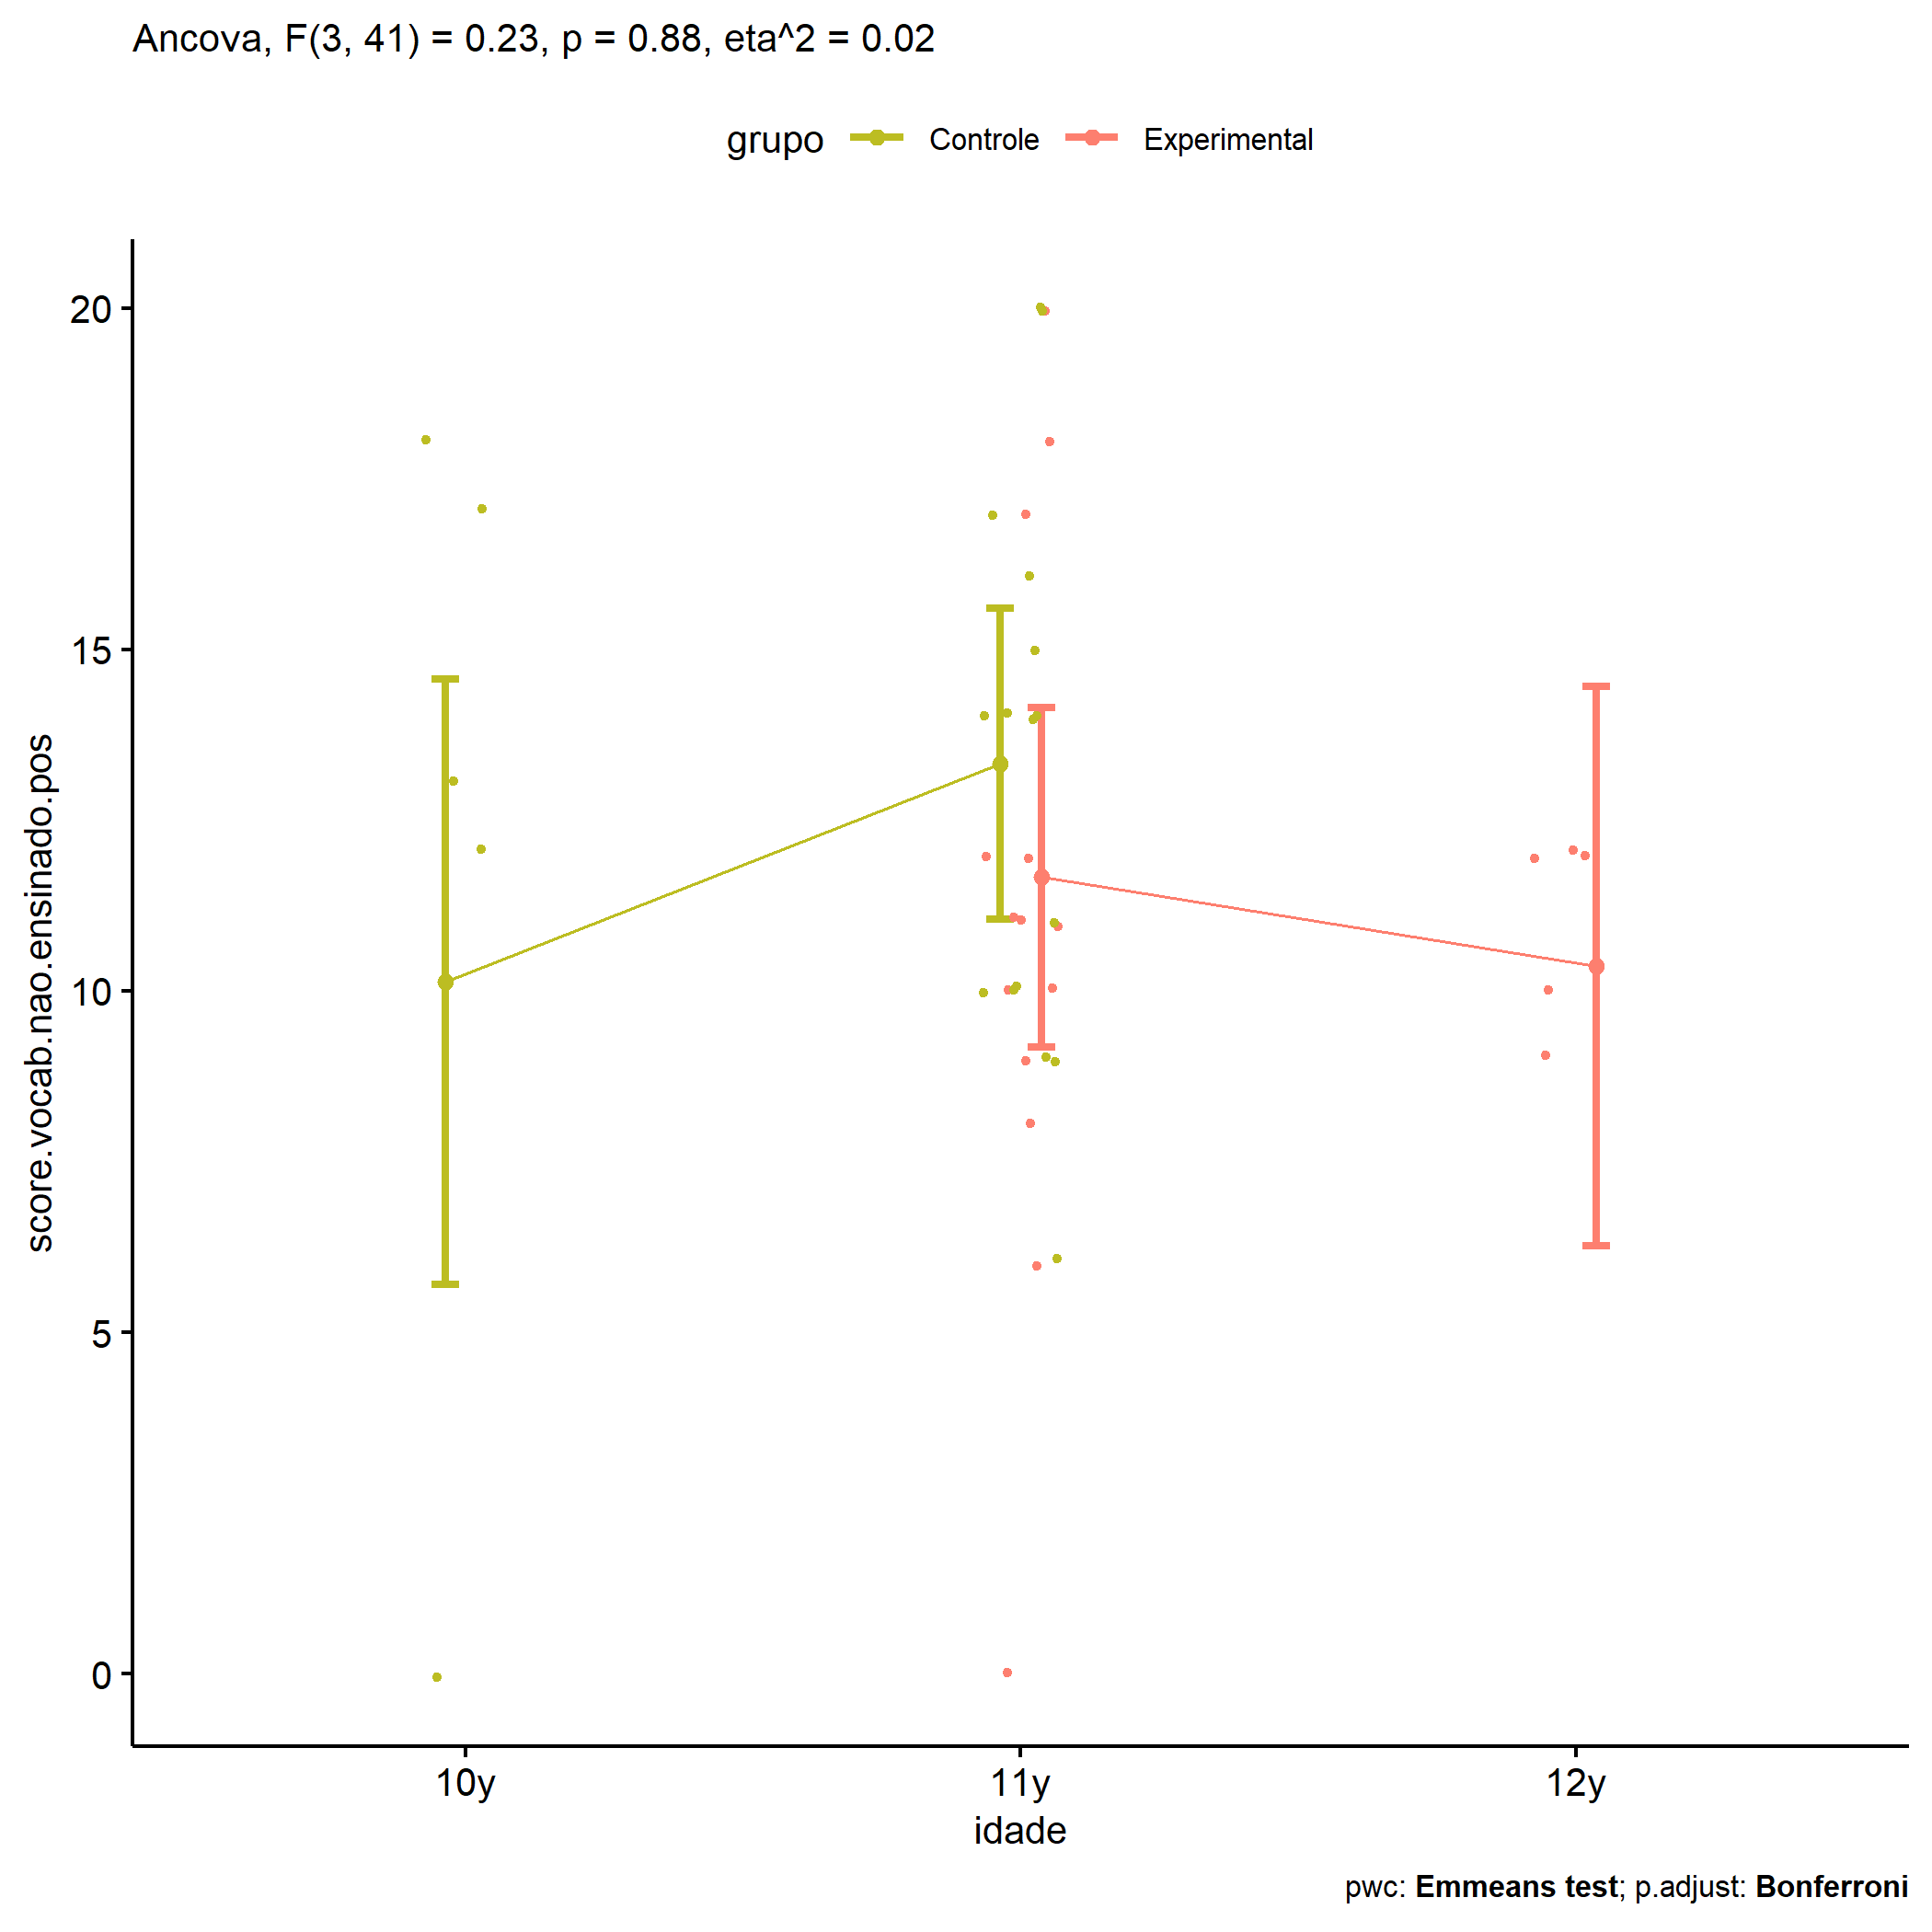 Ancova, F(3, 41) = 0.23, p = 0.88, eta^2 = 0.02
grupo Controle Experimental
20
15
10
5
0
score.vocab.nao.ensinado.pos
10y 11y 12y
idade
pwc: Emmeans test; p.adjust: Bonferroni